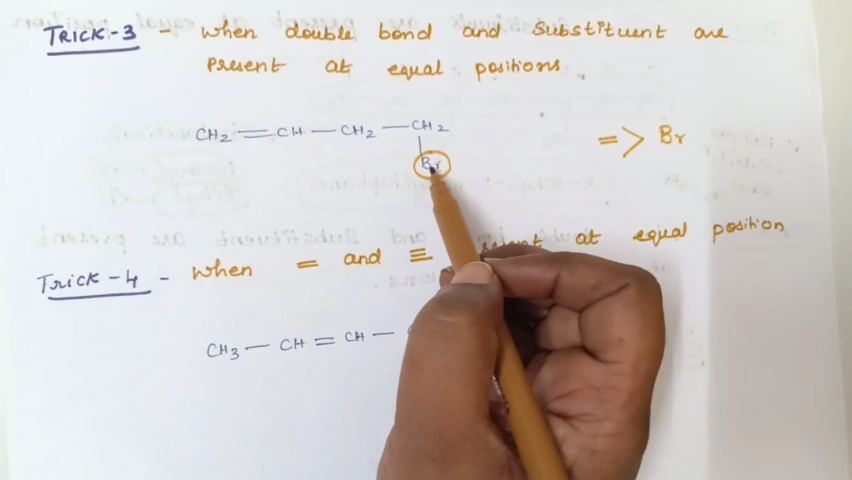 TRICK-3 - when double bond and Substituent are
present at equal positions.
CH2 = CH - CH2 - CH2
Br
=> Br
Trick-4 - when = and ≡ at equal position
CH3 - CH = CH -